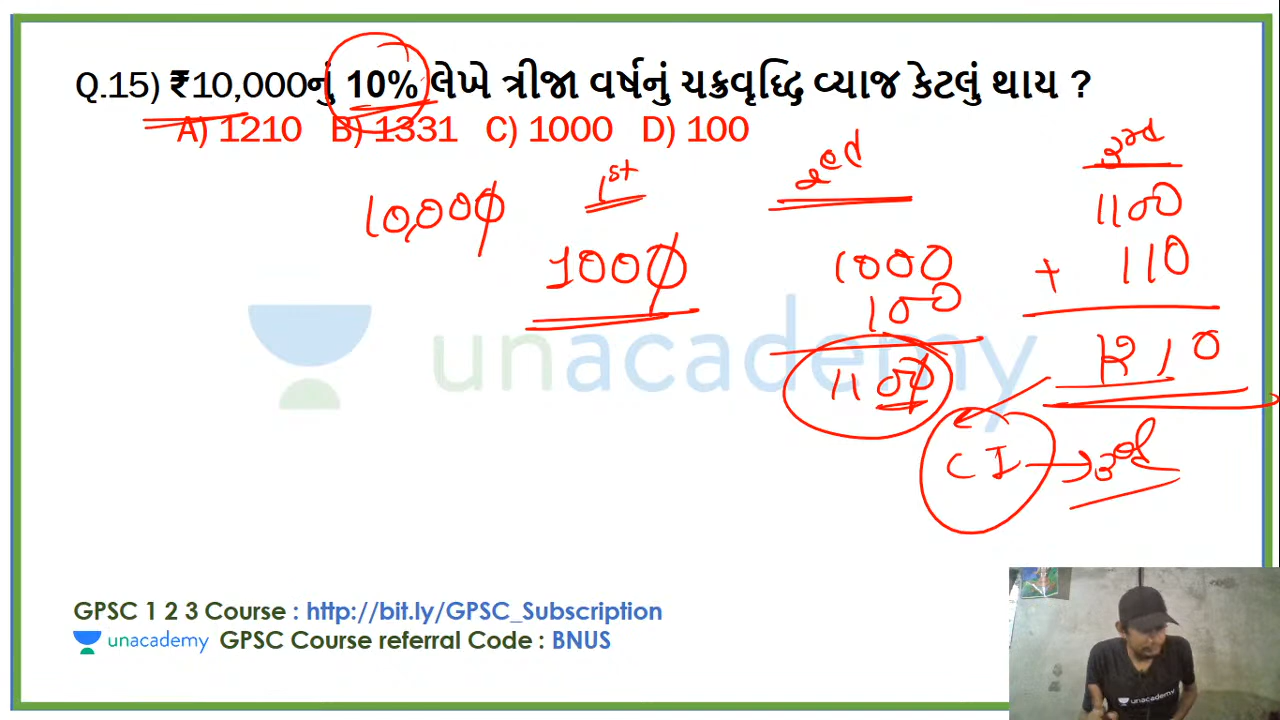 Q.15) ₹10,000નું 10% લેખે ત્રીજા વર્ષનું ચક્રવૃદ્ધિ વ્યાજ કેટલું થાય ?
A) 1210 B) 1331 C) 1000 D) 100
10,000 1st 2nd 3rd
1000 1000 1100
100 + 110
1100 1210
unacademy
CI → 3rd
GPSC 1 2 3 Course : http://bit.ly/GPSC_Subscription
unacademy GPSC Course referral Code : BNUS
unacademy